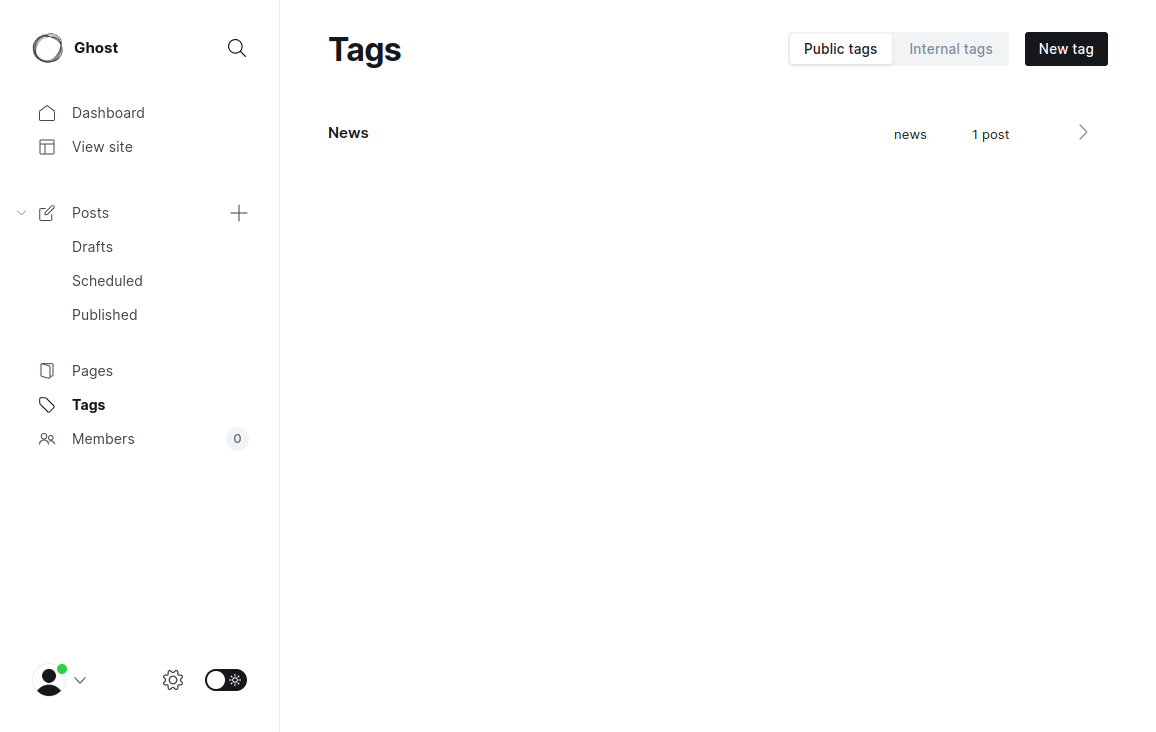 Ghost
Dashboard
View site
Posts
Drafts
Scheduled
Published
Pages
Tags
Members 0
Tags
Public tags Internal tags New tag
News news 1 post